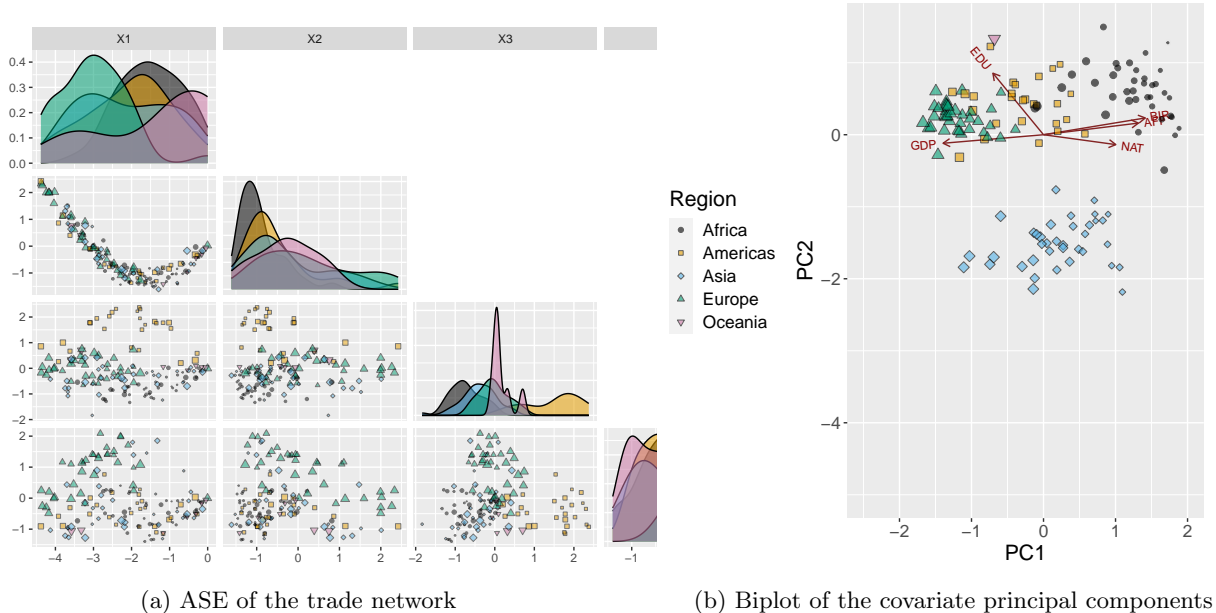 X1
X2
X3
0.4
0.3
0.2
0.1
0.0
2
1
0
−1
2
1
0
−1
−2
2
1
0
−1
−4
−3
−2
−1
0
−1
0
1
2
−2
−1
0
1
2
−1
Region
Africa
Americas
Asia
Europe
Oceania
PC2
0
−2
−4
EDU
GDP
BIR
NAT
−2
−1
0
1
2
PC1
(a) ASE of the trade network
(b) Biplot of the covariate principal components